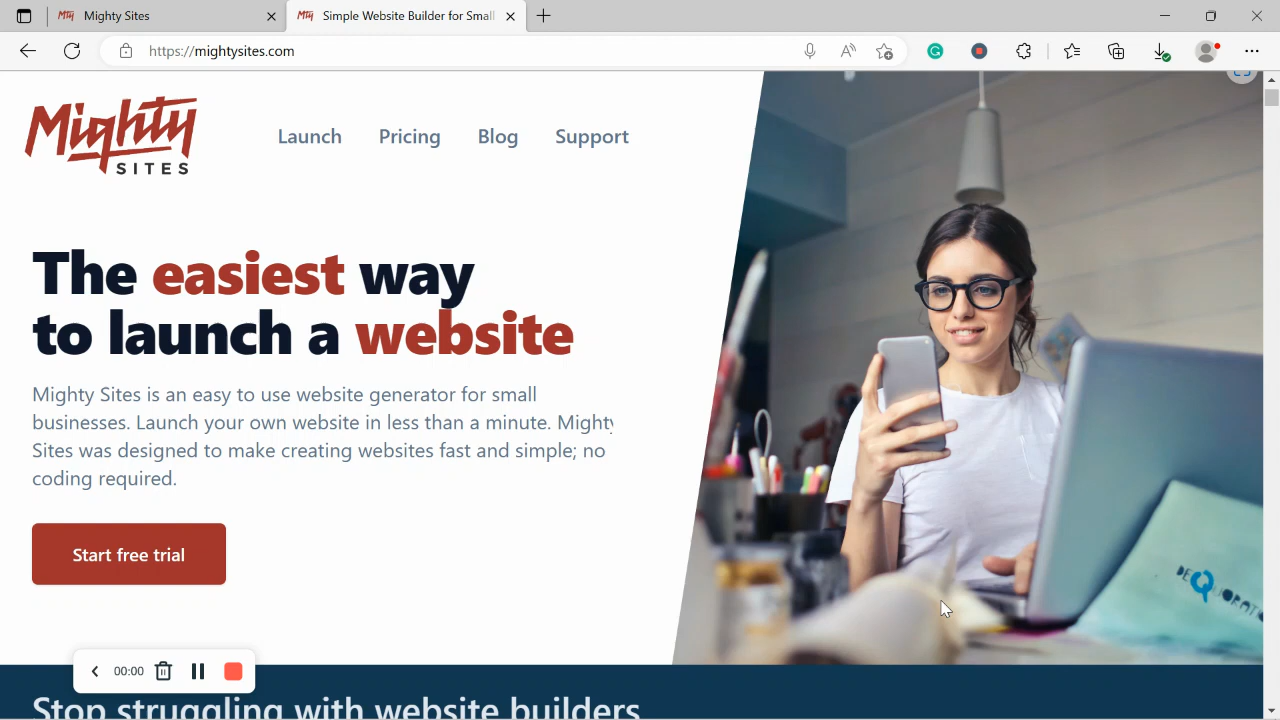 Mighty Sites
Simple Website Builder for Small
https://mightysites.com
Mighty
SITES
Launch
Pricing
Blog
Support
The easiest way
to launch a website
Mighty Sites is an easy to use website generator for small
businesses. Launch your own website in less than a minute. Mighty
Sites was designed to make creating websites fast and simple; no
coding required.
Start free trial
00:00
Stop struggling with website builders